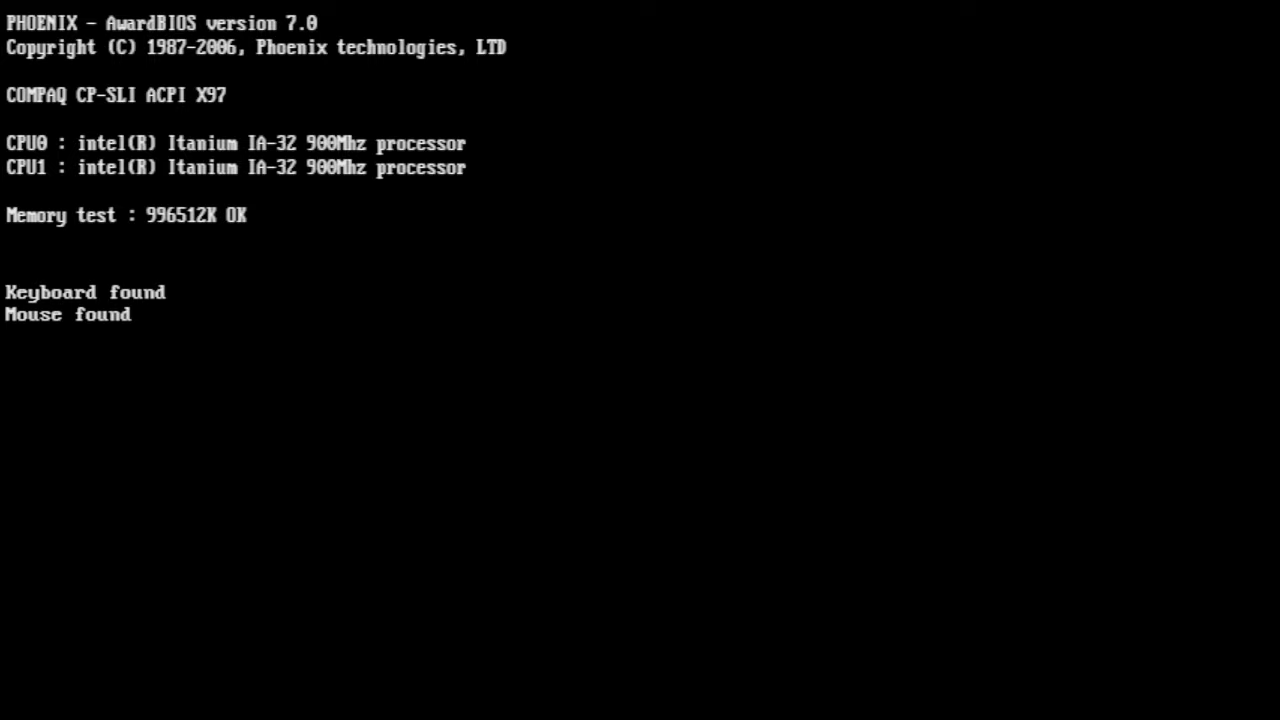 PHOENIX - AwardBIOS version 7.0
Copyright (C) 1987-2006, Phoenix technologies, LTD
COMPAQ CP-SLI ACPI X97
CPU0 : intel(R) Itanium IA-32 900Mhz processor
CPU1 : intel(R) Itanium IA-32 900Mhz processor
Memory test : 996512K OK
Keyboard found
Mouse found